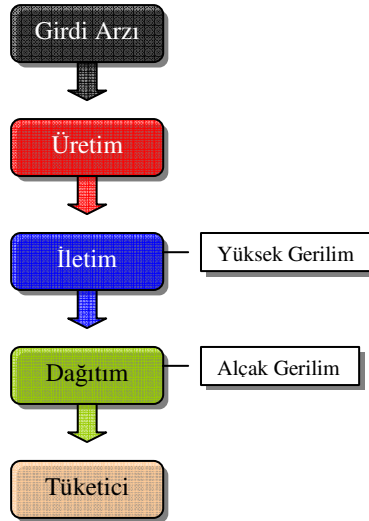 Girdi Arzı
Üretim
İletim
Yüksek Gerilim
Dağıtım
Alçak Gerilim
Tüketici